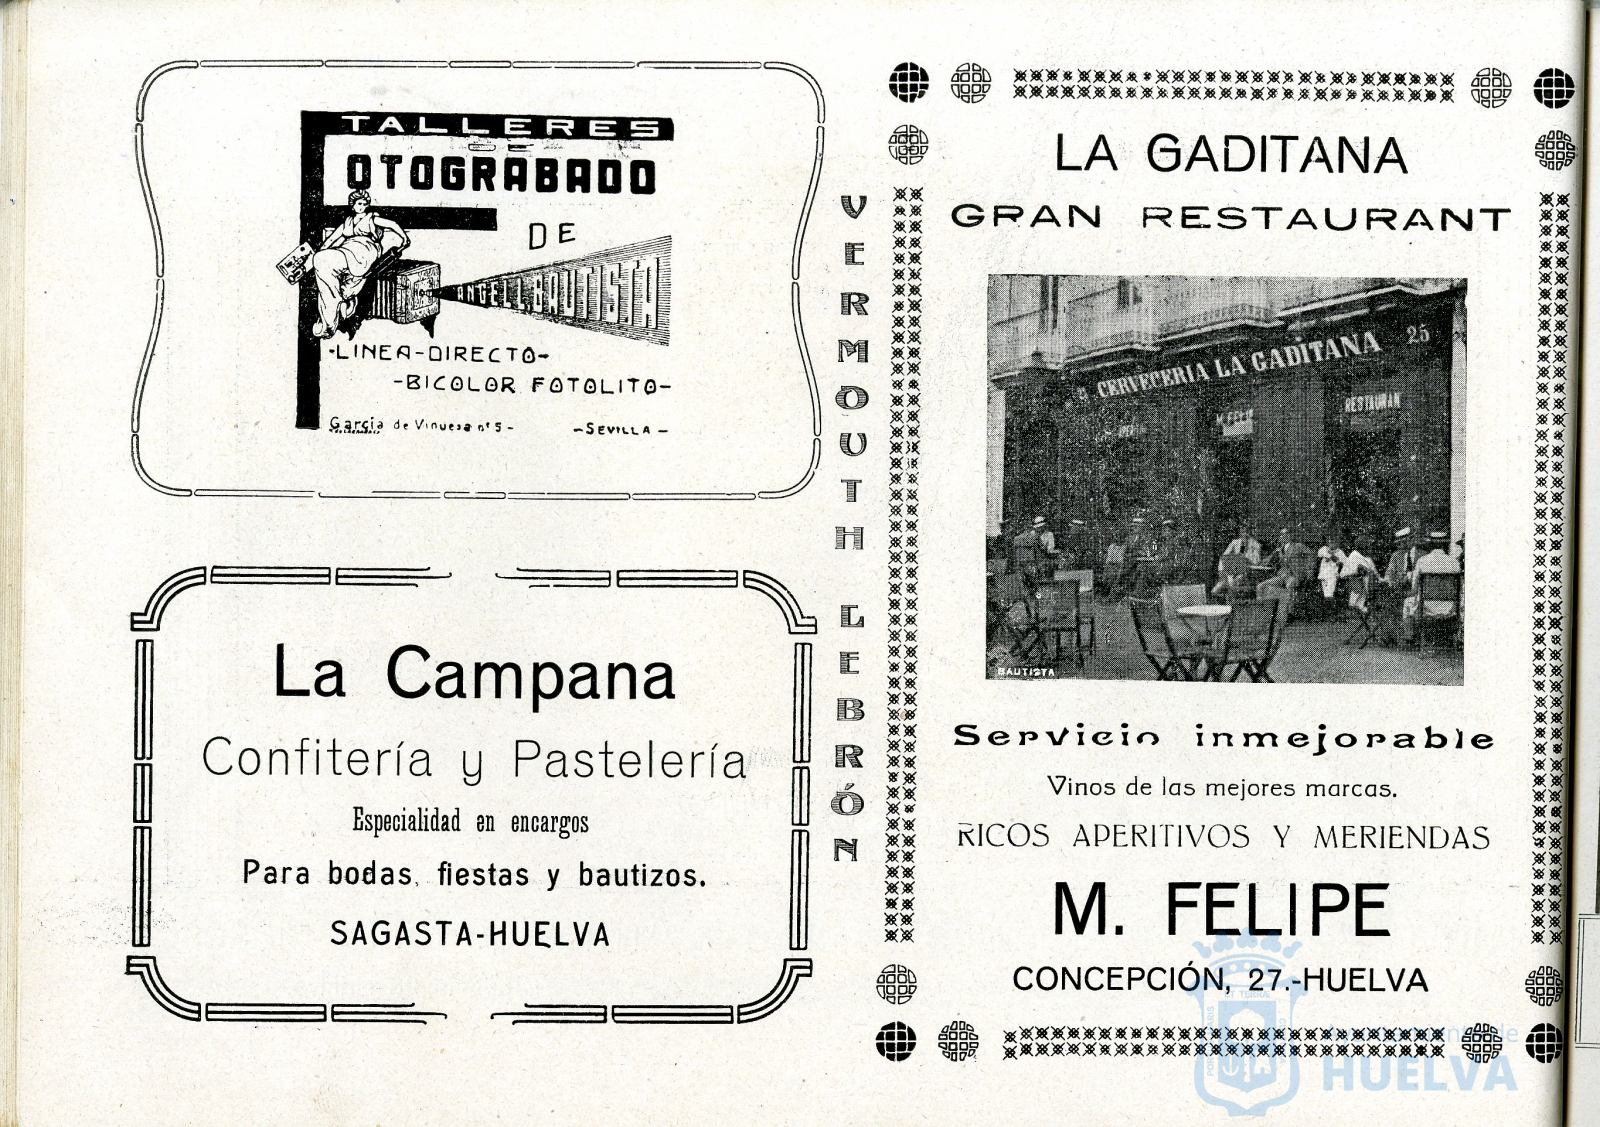 TALLERES
DE
FOTOGRABADO
DE
ANGEL L. BAUTISTA
-LINEA-DIRECTO-
-BICOLOR FOTOLITO-
García de Vinuesa nº 5 - -SEVILLA-
La Campana
Confitería y Pastelería
Especialidad en encargos
Para bodas, fiestas y bautizos.
SAGASTA-HUELVA
VERMOUTH LEBRÓN
LA GADITANA
GRAN RESTAURANT
CERVECERIA LA GADITANA 25
M. FELIPE
RESTAURAN
BAUTISTA
Servicio inmejorable
Vinos de las mejores marcas.
RICOS APERITIVOS Y MERIENDAS
M. FELIPE
CONCEPCIÓN, 27.-HUELVA
HUELVA